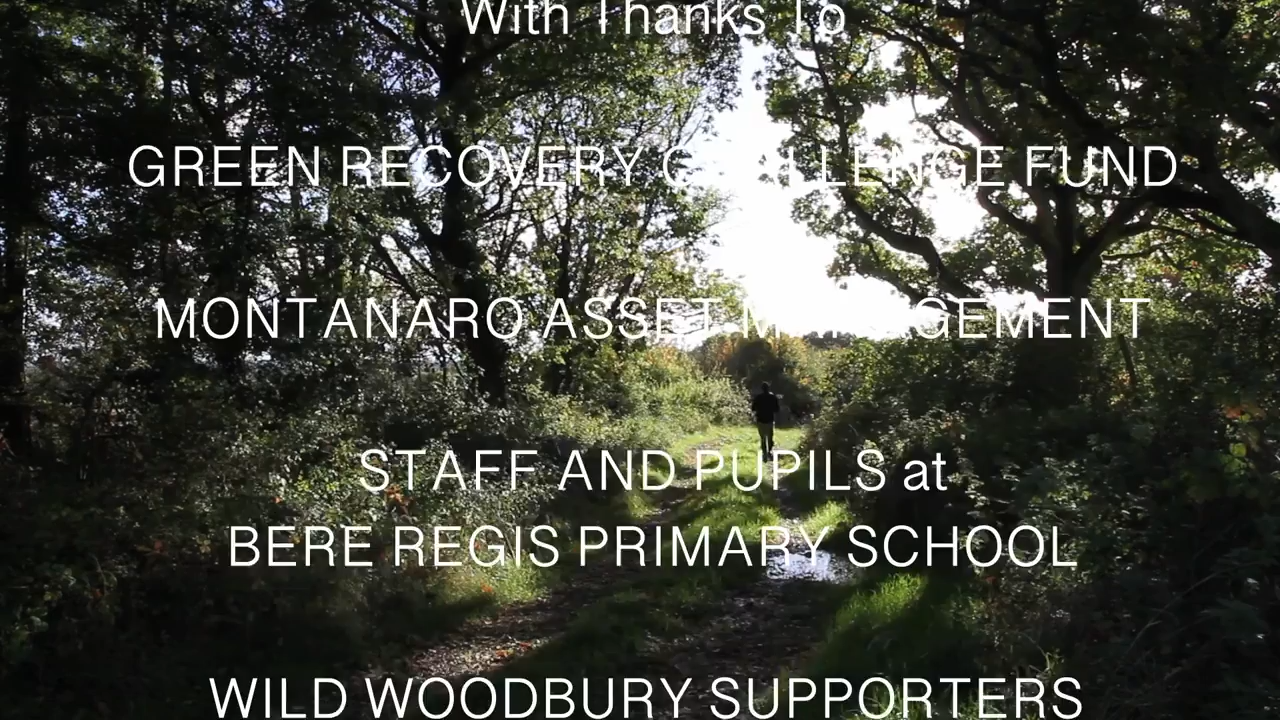 With Thanks To
GREEN RECOVERY CHALLENGE FUND
MONTANARO ASSET MANAGEMENT
STAFF AND PUPILS at
BERE REGIS PRIMARY SCHOOL
WILD WOODBURY SUPPORTERS